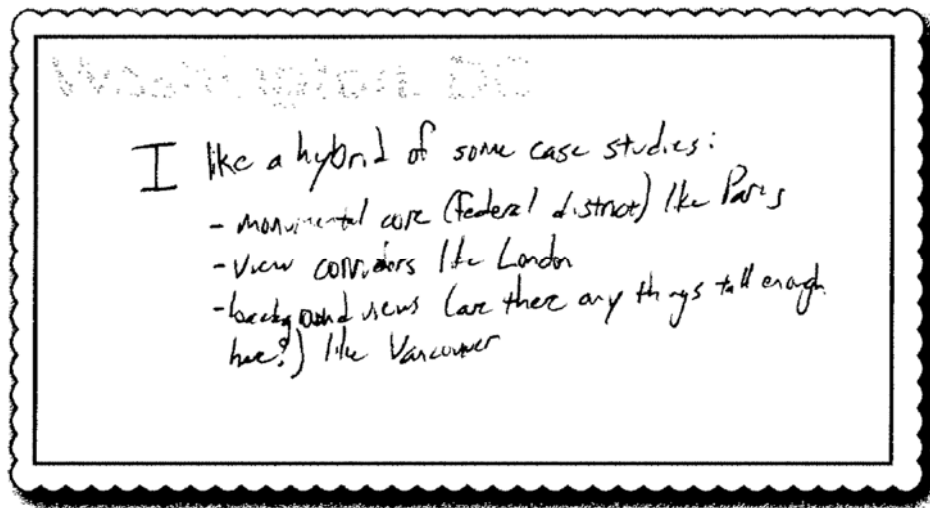 Washington DC
I like a hybrid of some case studies:
- monumental core (federal district) like Paris
- view corridors like London
- background views (are there any things tall enough
here?) like Vancouver